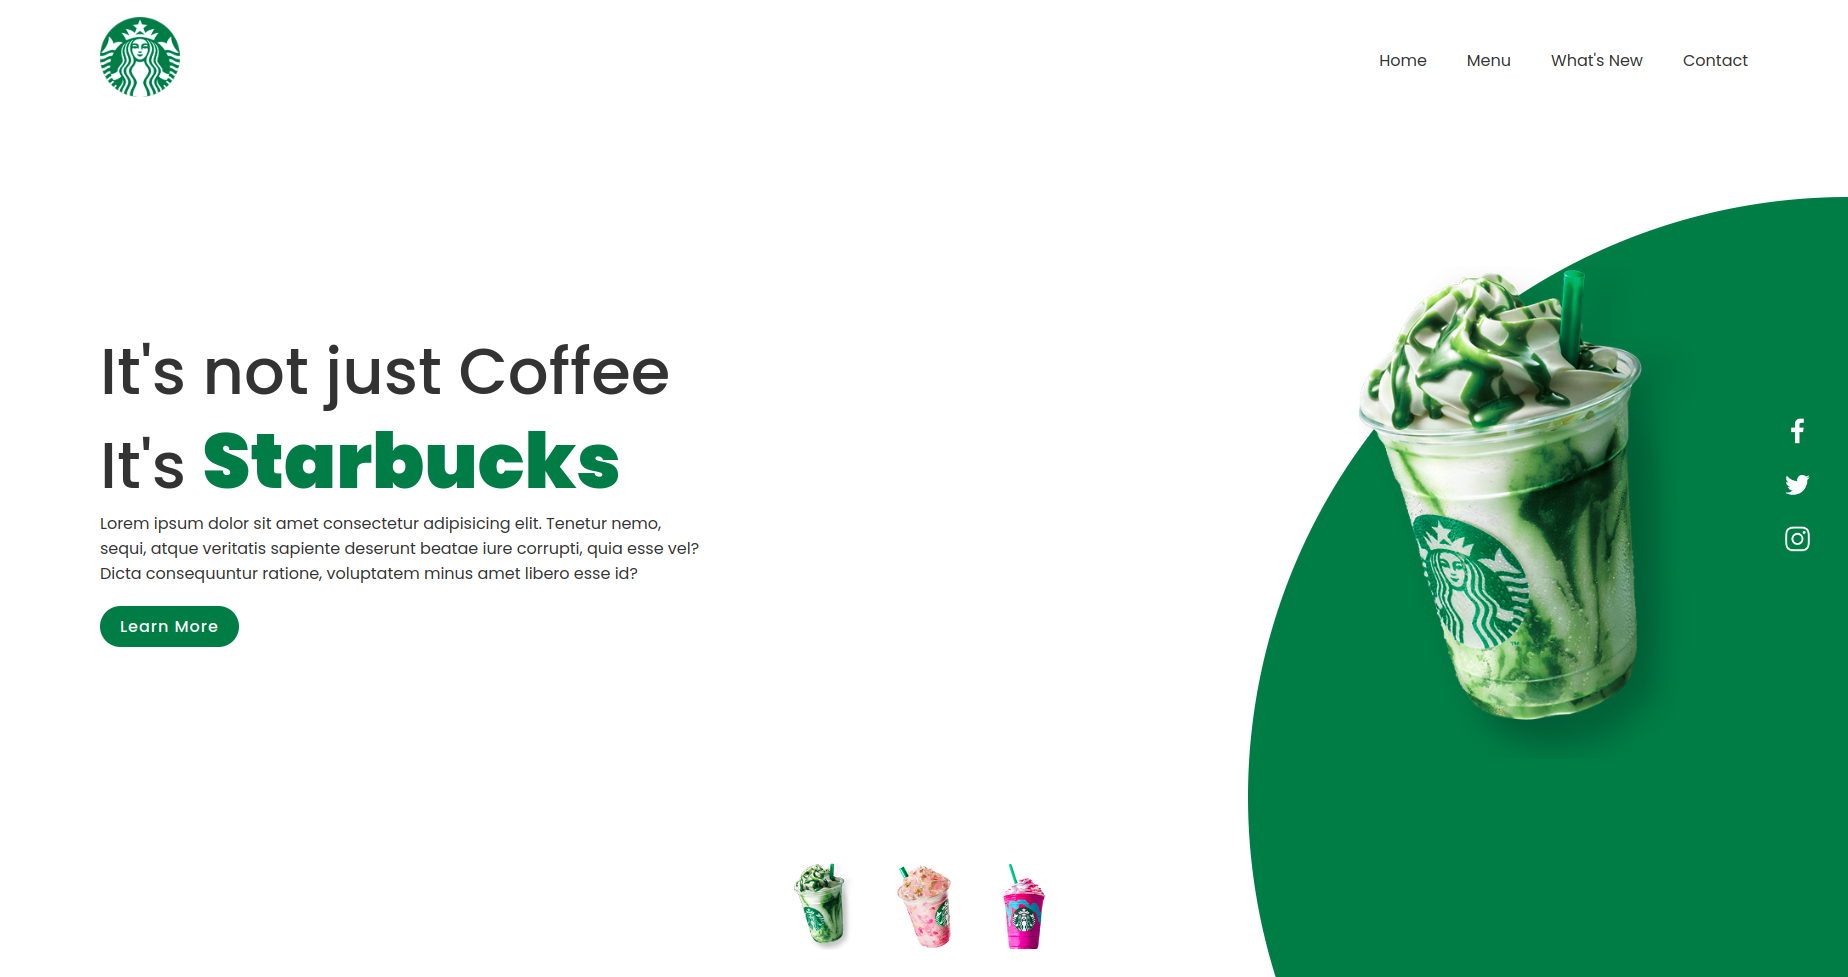 Home Menu What's New Contact
It's not just Coffee
It's Starbucks
Lorem ipsum dolor sit amet consectetur adipisicing elit. Tenetur nemo,
sequi, atque veritatis sapiente deserunt beatae iure corrupti, quia esse vel?
Dicta consequuntur ratione, voluptatem minus amet libero esse id?
Learn More
TM